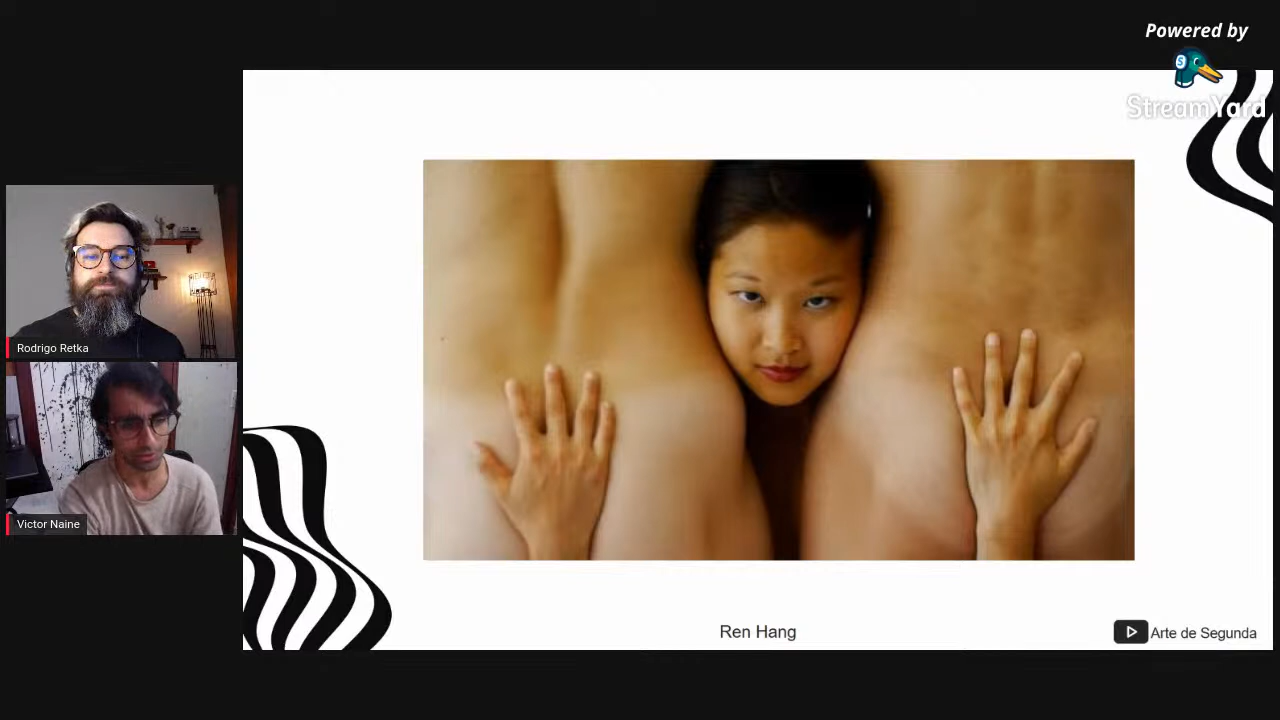 Powered by
StreamYard
Rodrigo Retka
Victor Naine
Ren Hang
Arte de Segunda